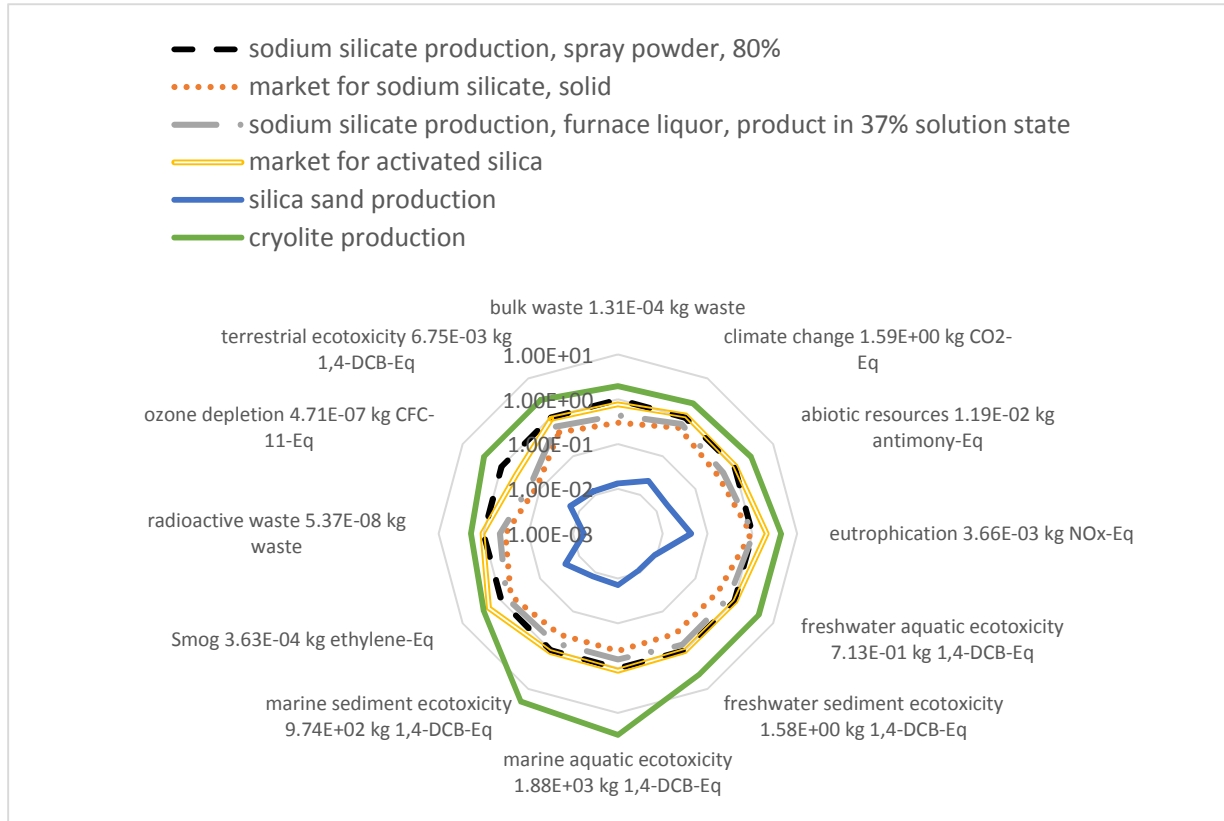 sodium silicate production, spray powder, 80%
market for sodium silicate, solid
sodium silicate production, furnace liquor, product in 37% solution state
market for activated silica
silica sand production
cryolite production
bulk waste 1.31E-04 kg waste
climate change 1.59E+00 kg CO2-
Eq
abiotic resources 1.19E-02 kg
antimony-Eq
eutrophication 3.66E-03 kg NOx-Eq
freshwater aquatic ecotoxicity
7.13E-01 kg 1,4-DCB-Eq
freshwater sediment ecotoxicity
1.58E+00 kg 1,4-DCB-Eq
marine aquatic ecotoxicity
1.88E+03 kg 1,4-DCB-Eq
marine sediment ecotoxicity
9.74E+02 kg 1,4-DCB-Eq
Smog 3.63E-04 kg ethylene-Eq
radioactive waste 5.37E-08 kg
waste
ozone depletion 4.71E-07 kg CFC-
11-Eq
terrestrial ecotoxicity 6.75E-03 kg
1,4-DCB-Eq
1.00E+01
1.00E+00
1.00E-01
1.00E-02
1.00E-03